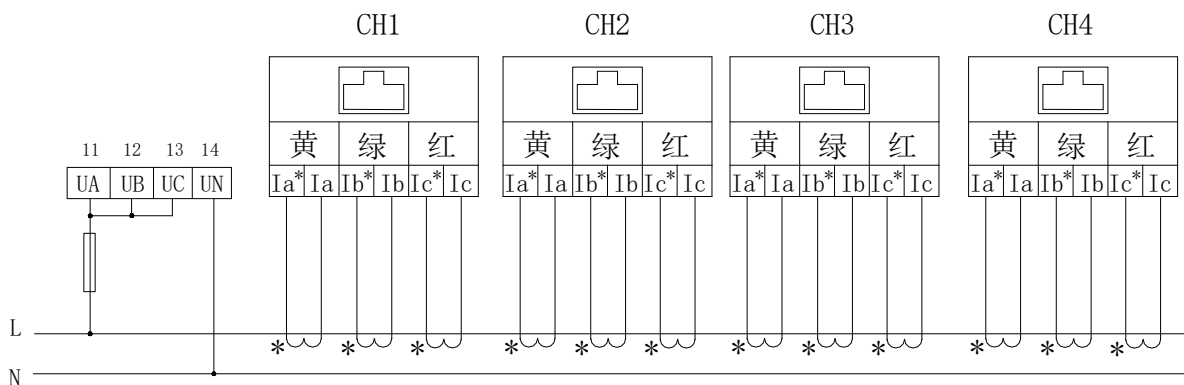 CH1 CH2 CH3 CH4
黄 绿 红 黄 绿 红 黄 绿 红 黄 绿 红
11 12 13 14
UA UB UC UN
Ia* Ia Ib* Ib Ic* Ic Ia* Ia Ib* Ib Ic* Ic Ia* Ia Ib* Ib Ic* Ic Ia* Ia Ib* Ib Ic* Ic
L
* * * * * * * * * * * *
N